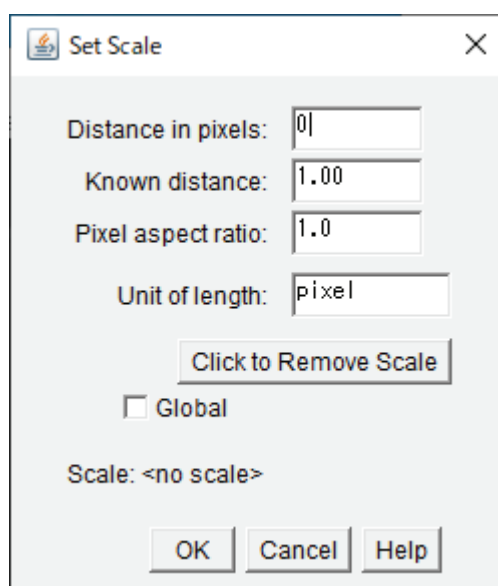 Set Scale
Distance in pixels: 0
Known distance: 1.00
Pixel aspect ratio: 1.0
Unit of length: pixel
Click to Remove Scale
Global
Scale: <no scale>
OK Cancel Help